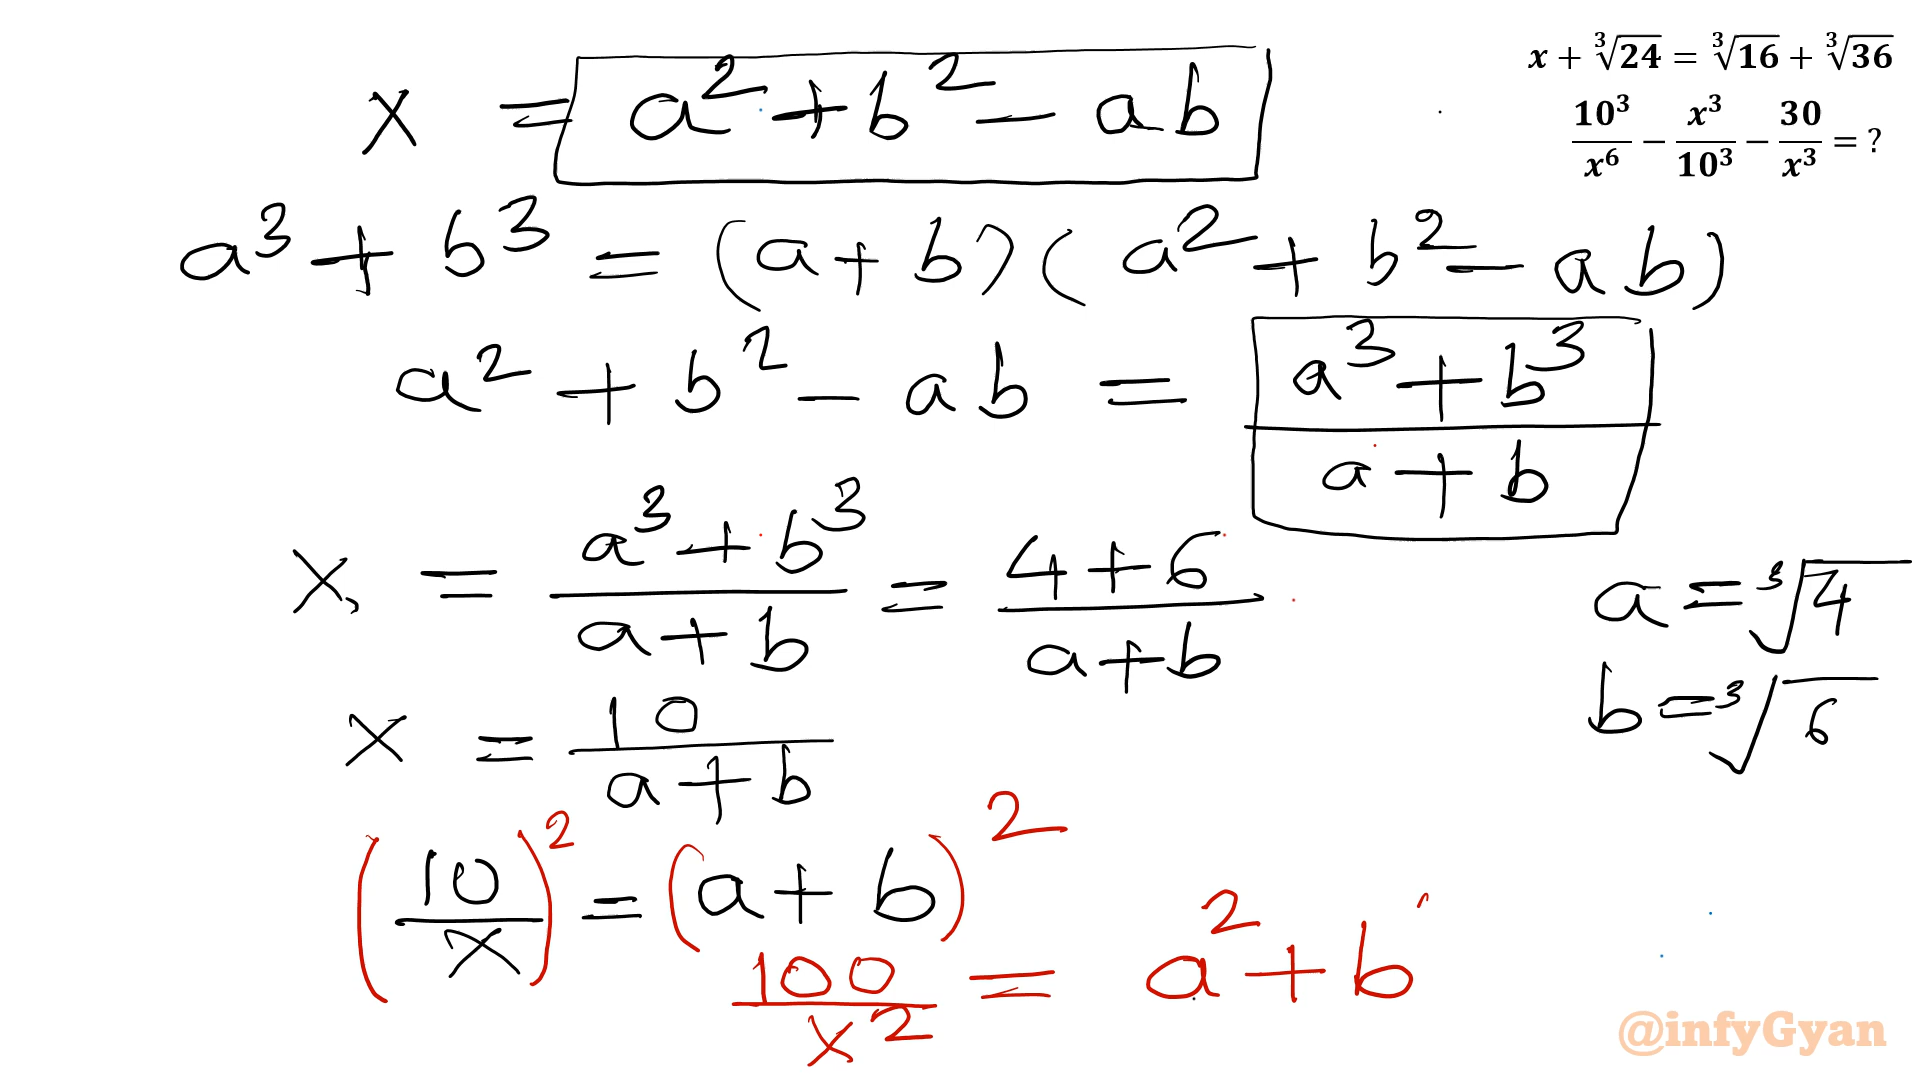 x + ∛24 = ∛16 + ∛36
10³/x⁶ − x³/10³ − 30/x³ = ?
x = a² + b² − ab
a³ + b³ = (a + b)(a² + b² − ab)
a² + b² − ab = (a³ + b³)/(a + b)
x = (a³ + b³)/(a + b) = (4 + 6)/(a + b)
a = ∛4
b = ∛6
x = 10/(a + b)
(10/x)² = (a + b)²
100/x² = a² + b
@infyGyan